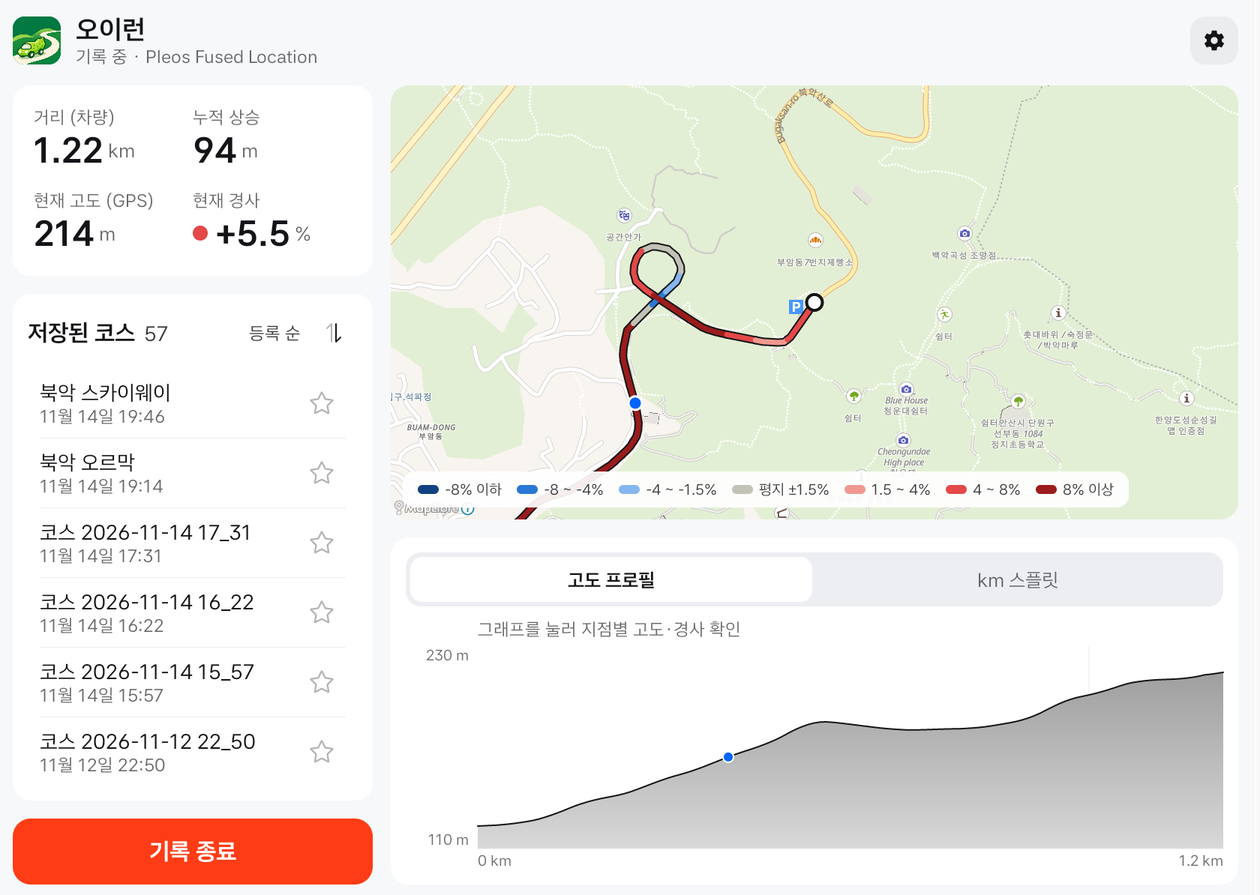 오이런
기록 중 · Pleos Fused Location
거리 (차량)
1.22 km
누적 상승
94 m
현재 고도 (GPS)
214 m
현재 경사
+5.5 %
저장된 코스 57
등록 순
북악 스카이웨이
11월 14일 19:46
북악 오르막
11월 14일 19:14
코스 2026-11-14 17_31
11월 14일 17:31
코스 2026-11-14 16_22
11월 14일 16:22
코스 2026-11-14 15_57
11월 14일 15:57
코스 2026-11-12 22_50
11월 12일 22:50
기록 종료
Bugaksan-ro 북악산로
공간안가
부암동7번지제빵소
백악곡성 조망점
P
쉼터
촛대바위 /숙정문
/박악마루
구.석파정
BUAM-DONG
부암동
쉼터
Blue House
청운대쉼터
쉼터안산시 단원구
선부동 1084
정지초등학교
한양도성순성길
앱 인증점
Cheongundae
High place
-8% 이하
-8 ~ -4%
-4 ~ -1.5%
평지 ±1.5%
1.5 ~ 4%
4 ~ 8%
8% 이상
고도 프로필
km 스플릿
그래프를 눌러 지점별 고도·경사 확인
230 m
110 m
0 km
1.2 km